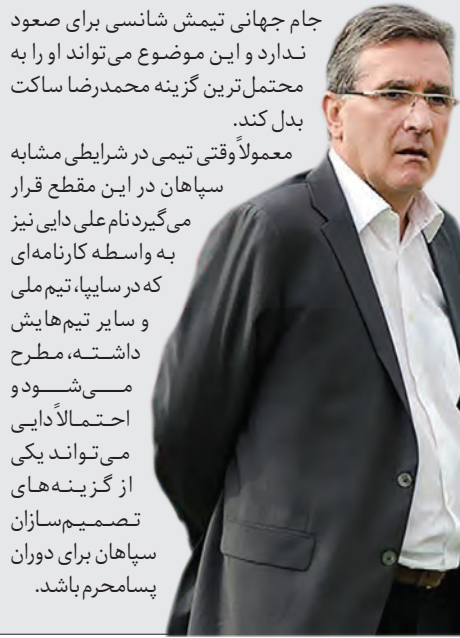 جام جهانی تیمش شانسی برای صعود
ندارد و این موضوع می‌تواند او را به
محتمل‌ترین گزینه محمدرضا ساکت
بدل کند.
معمولاً وقتی تیمی در شرایطی مشابه
سپاهان در این مقطع قرار
می‌گیرد نام علی دایی نیز
به واسطه کارنامه‌ای
که در سایپا، تیم ملی
و سایر تیم‌هایش
داشته، مطرح
می‌شود و
احتمالاً دایی
می‌تواند یکی
از گزینه‌های
تصمیم‌سازان
سپاهان برای دوران
پسامحرم باشد.